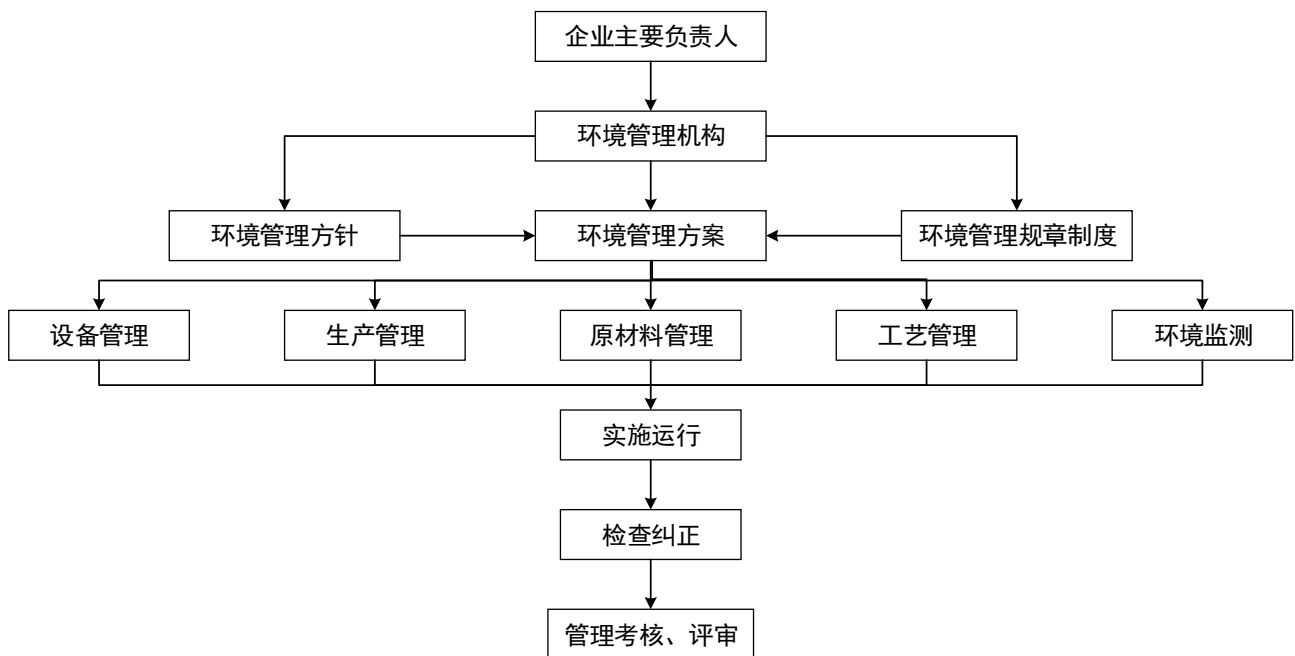 企业主要负责人
环境管理机构
环境管理方针
环境管理方案
环境管理规章制度
设备管理
生产管理
原材料管理
工艺管理
环境监测
实施运行
检查纠正
管理考核、评审